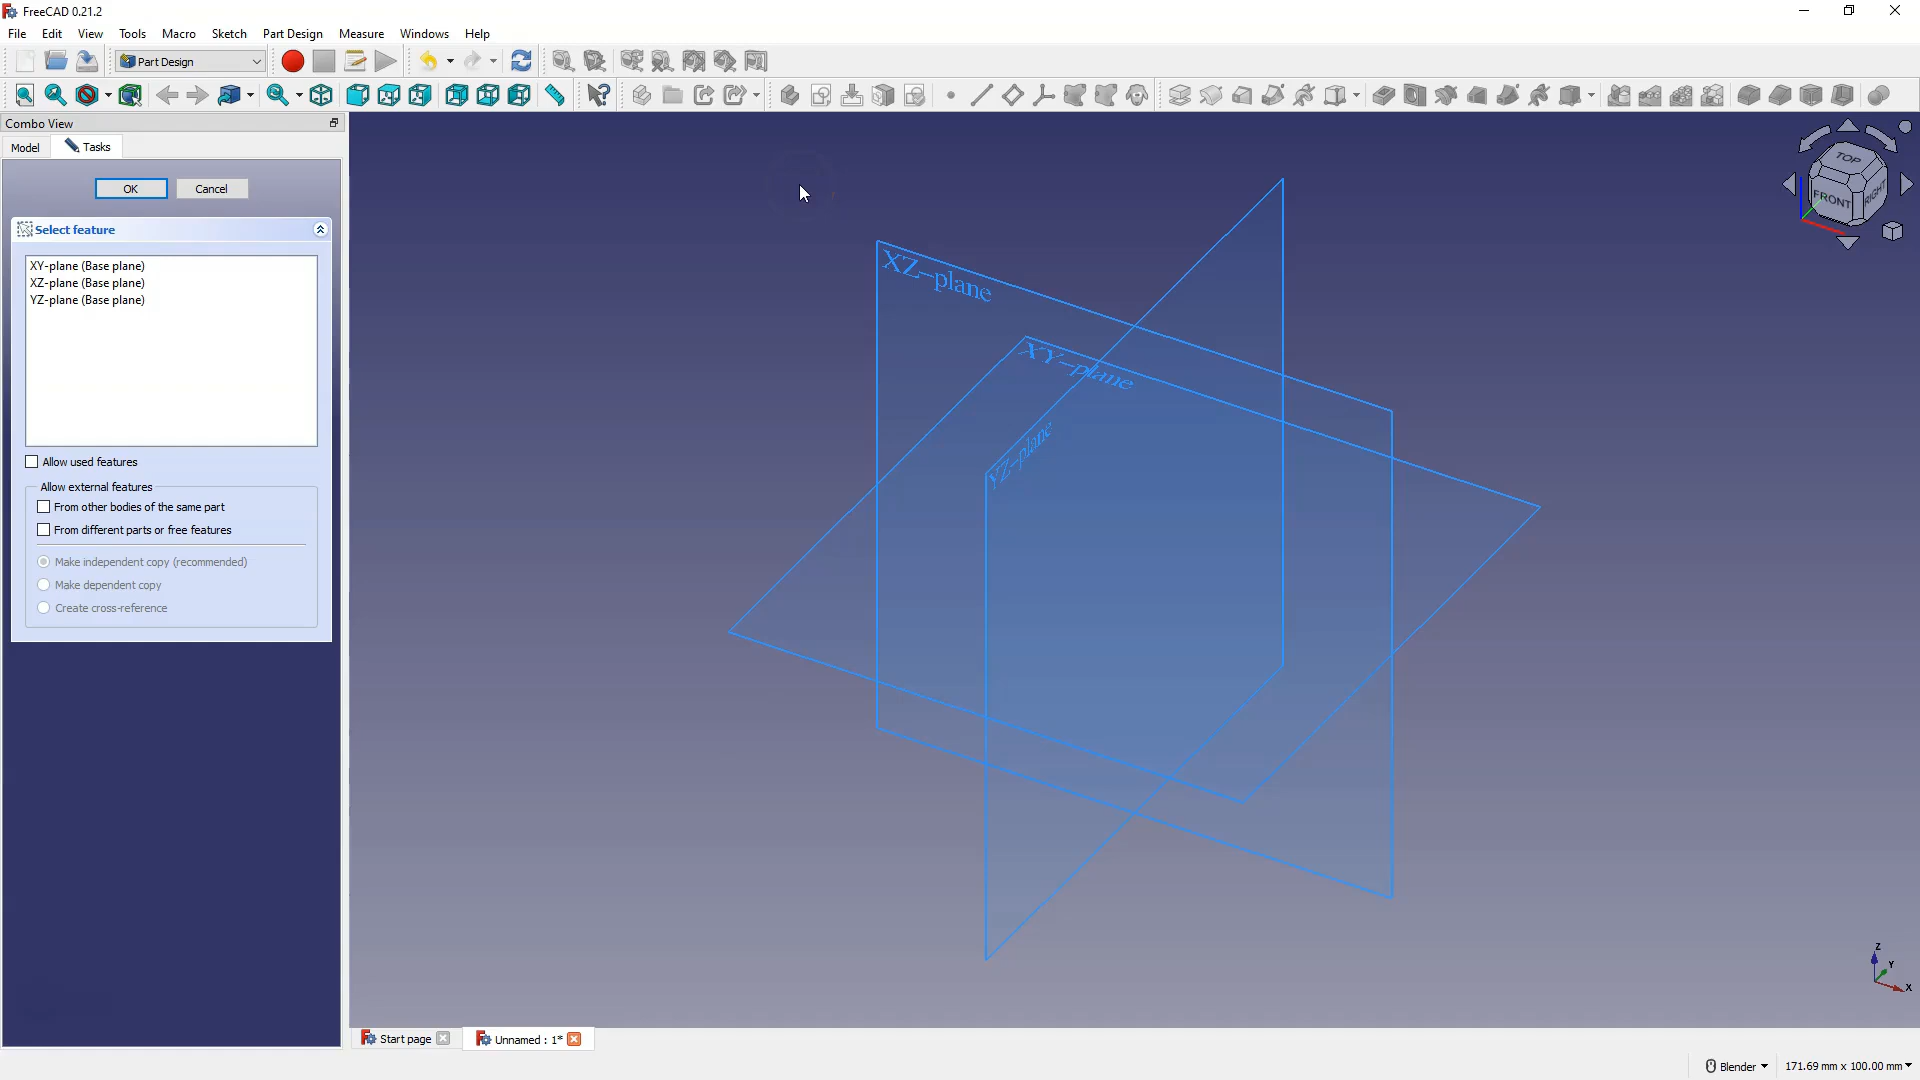 FreeCAD 0.21.2
File Edit View Tools Macro Sketch Part Design Measure Windows Help
Part Design
Combo View
Model Tasks
OK Cancel
Select feature
XY-plane (Base plane)
XZ-plane (Base plane)
YZ-plane (Base plane)
Allow used features
Allow external features
From other bodies of the same part
From different parts or free features
Make independent copy (recommended)
Make dependent copy
Create cross-reference
XZ-plane
XY-plane
YZ-plane
TOP
FRONT RIGHT
Z
Y
X
Start page Unnamed : 1*
Blender 171.69 mm x 100.00 mm